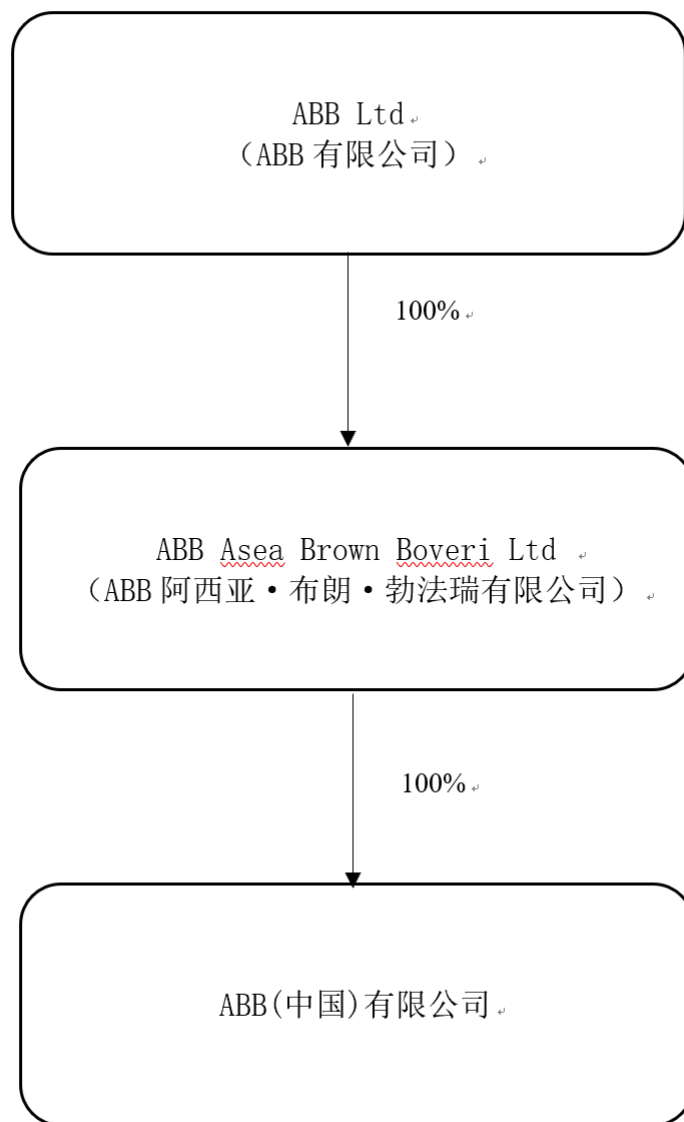 ABB Ltd
（ABB 有限公司）
100%
ABB Asea Brown Boveri Ltd
（ABB 阿西亚·布朗·勃法瑞有限公司）
100%
ABB(中国)有限公司